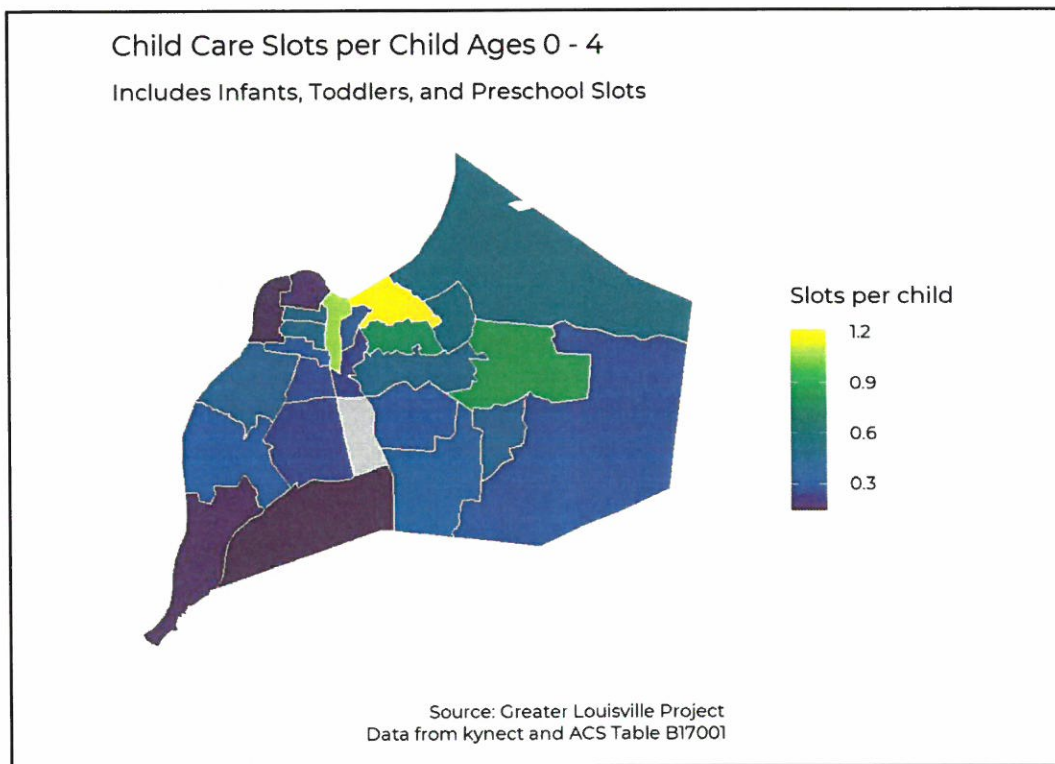 Child Care Slots per Child Ages 0 - 4
Includes Infants, Toddlers, and Preschool Slots
Slots per child
1.2
0.9
0.6
0.3
Source: Greater Louisville Project
Data from kynect and ACS Table B17001